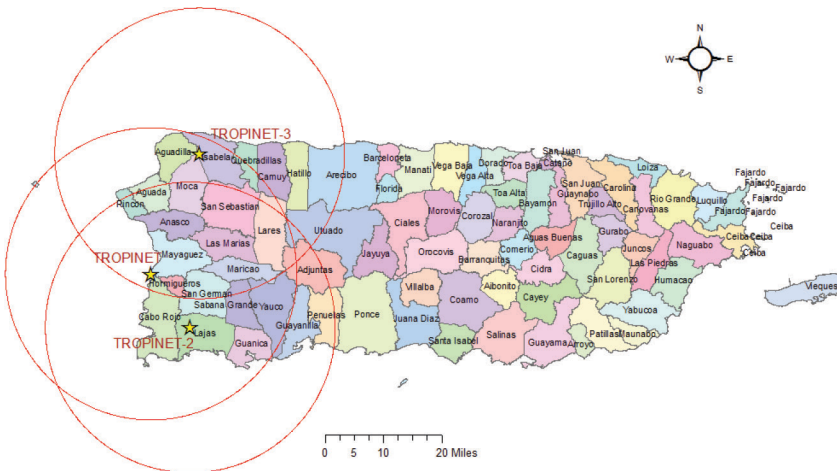 N
W E
S
TROPINET-3
San Juan
Aguadilla
Isabela
Quebradillas
Camuy
Hatillo
Arecibo
Barceloneta
Manati
Vega Baja
Vega Alta
Dorado
Toa Baja
Catano
Loiza
Fajardo
Fajardo
Fajardo
Fajardo
Fajardo
Fajardo
Moca
Florida
Toa Alta
Bayamon
Guaynabo
San Juan
Trujillo Alto
Carolina
Canovanas
Rio Grande
Luquillo
Aguada
Rincon
San Sebastian
Anasco
Lares
Utuado
Ciales
Morovis
Corozal
Naranjito
Aguas Buenas
Gurabo
Ceiba
Ceiba
Ceiba
Ceiba
Las Marias
Mayaguez
Maricao
Adjuntas
Jayuya
Orocovis
Barranquitas
Comerio
Cidra
Caguas
Juncos
Las Piedras
Naguabo
TROPINET
Hormigueros
San German
Sabana Grande
Yauco
Villalba
Coamo
Aibonito
Cayey
San Lorenzo
Humacao
Vieques
Cabo Rojo
Lajas
Guanica
Guayanilla
Penuelas
Ponce
Juana Diaz
Santa Isabel
Salinas
Guayama
Arroyo
Patillas
Maunabo
Yabucoa
TROPINET-2
0 5 10 20 Miles